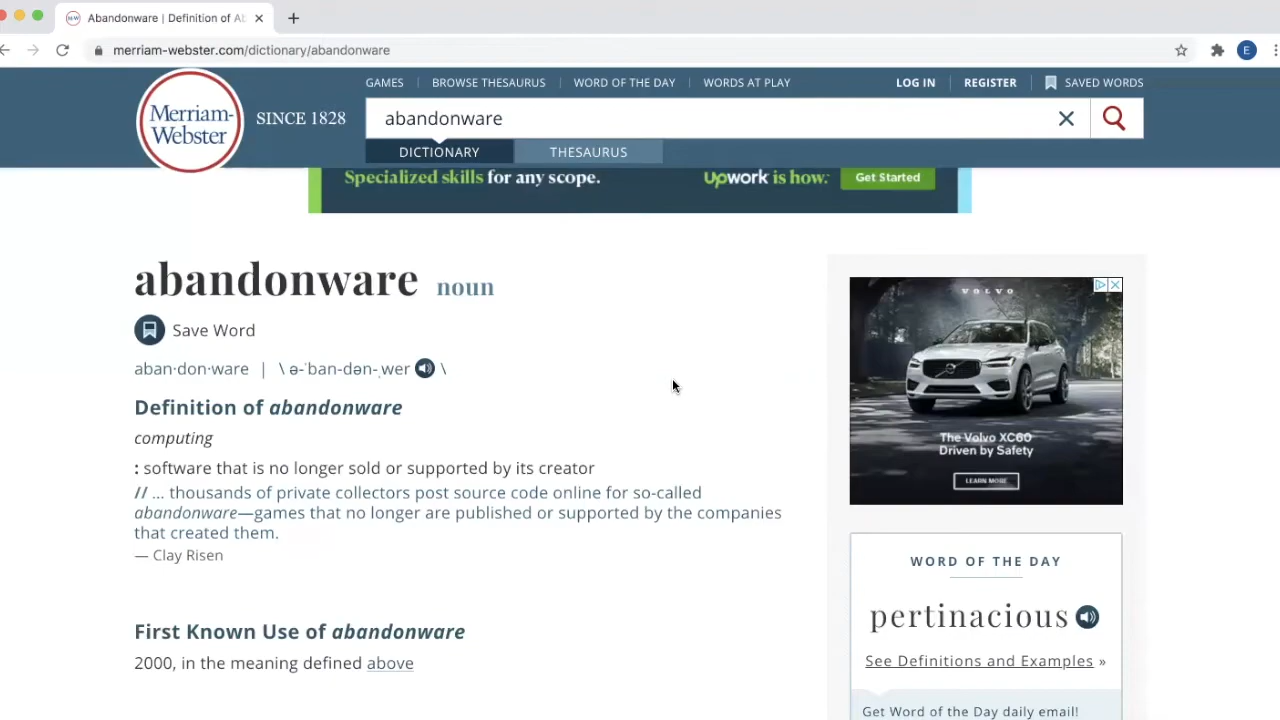 Abandonware | Definition of Ab
merriam-webster.com/dictionary/abandonware
E
GAMES
BROWSE THESAURUS
WORD OF THE DAY
WORDS AT PLAY
LOG IN
REGISTER
SAVED WORDS
Merriam-
Webster
SINCE 1828
abandonware
DICTIONARY
THESAURUS
Specialized skills for any scope.
Upwork is how.
Get Started
abandonware noun
Save Word
aban·don·ware | \ ə-ˈban-dən-ˌwer \
Definition of abandonware
computing
: software that is no longer sold or supported by its creator
// … thousands of private collectors post source code online for so-called
abandonware—games that no longer are published or supported by the companies
that created them.
— Clay Risen
First Known Use of abandonware
2000, in the meaning defined above
VOLVO
The Volvo XC60
Driven by Safety
LEARN MORE
WORD OF THE DAY
pertinacious
See Definitions and Examples »
Get Word of the Day daily email!